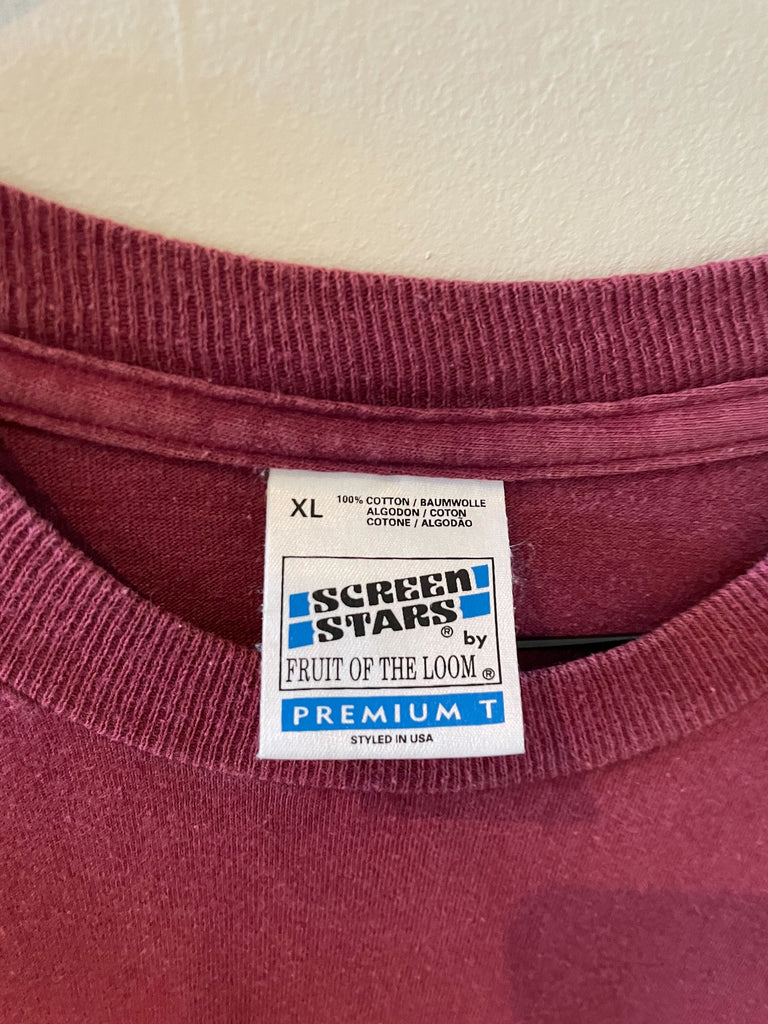 XL
100% COTTON / BAUMWOLLE
ALGODON / COTON
COTONE / ALGODÃO
SCREEN
STARS®
by
FRUIT OF THE LOOM®
PREMIUM T
STYLED IN USA